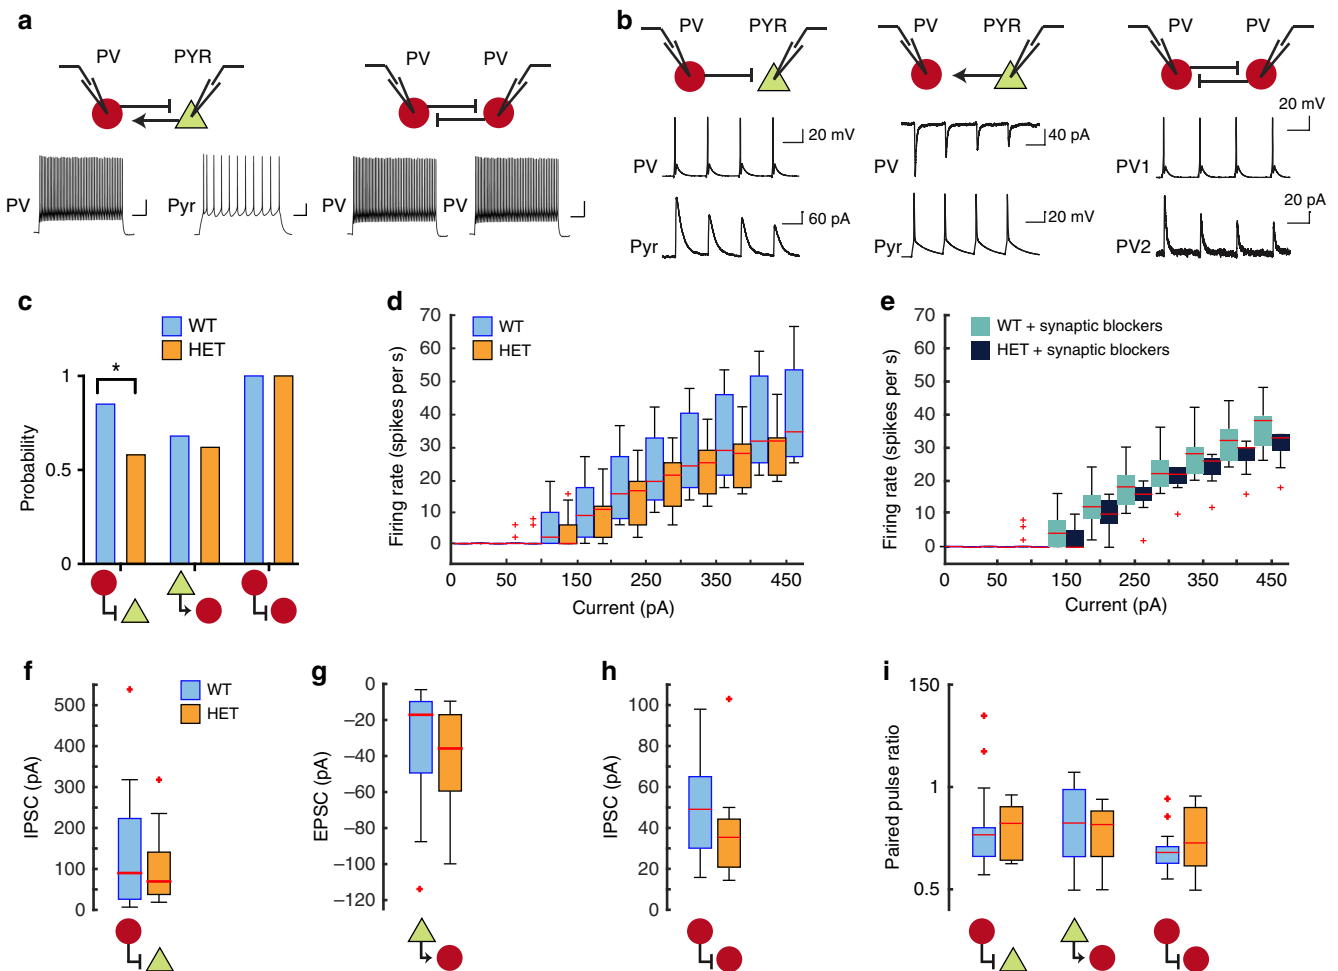 a
PV PYR PV PV
PV Pyr PV PV
b
PV PYR PV PYR PV PV
20 mV
PV
60 pA
Pyr
40 pA
PV
20 mV
Pyr
20 mV
PV1
20 pA
PV2
c
WT
HET
*
Probability
1
0.5
0
d
WT
HET
Firing rate (spikes per s)
70
60
50
40
30
20
10
0
0 50 150 250 350 450
Current (pA)
e
WT + synaptic blockers
HET + synaptic blockers
Firing rate (spikes per s)
70
60
50
40
30
20
10
0
0 50 150 250 350 450
Current (pA)
f
WT
HET
IPSC (pA)
500
400
300
200
100
0
g
EPSC (pA)
0
−20
−40
−60
−80
−100
−120
h
IPSC (pA)
100
80
60
40
20
0
i
Paired pulse ratio
150
1
0.5